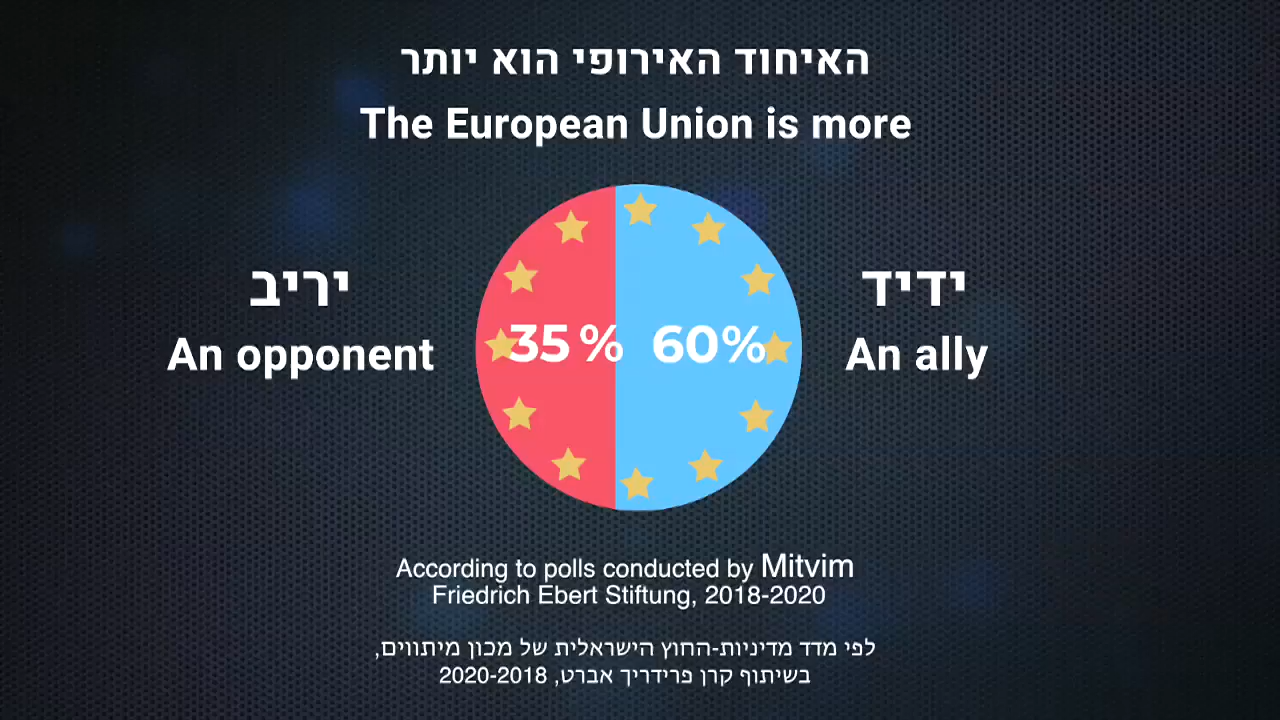 האיחוד האירופי הוא יותר
The European Union is more
יריב
An opponent
35 %
60%
ידיד
An ally
According to polls conducted by Mitvim
Friedrich Ebert Stiftung, 2018-2020
לפי מדד מדיניות-החוץ הישראלית של מכון מיתווים,
בשיתוף קרן פרידריך אברט, 2020-2018